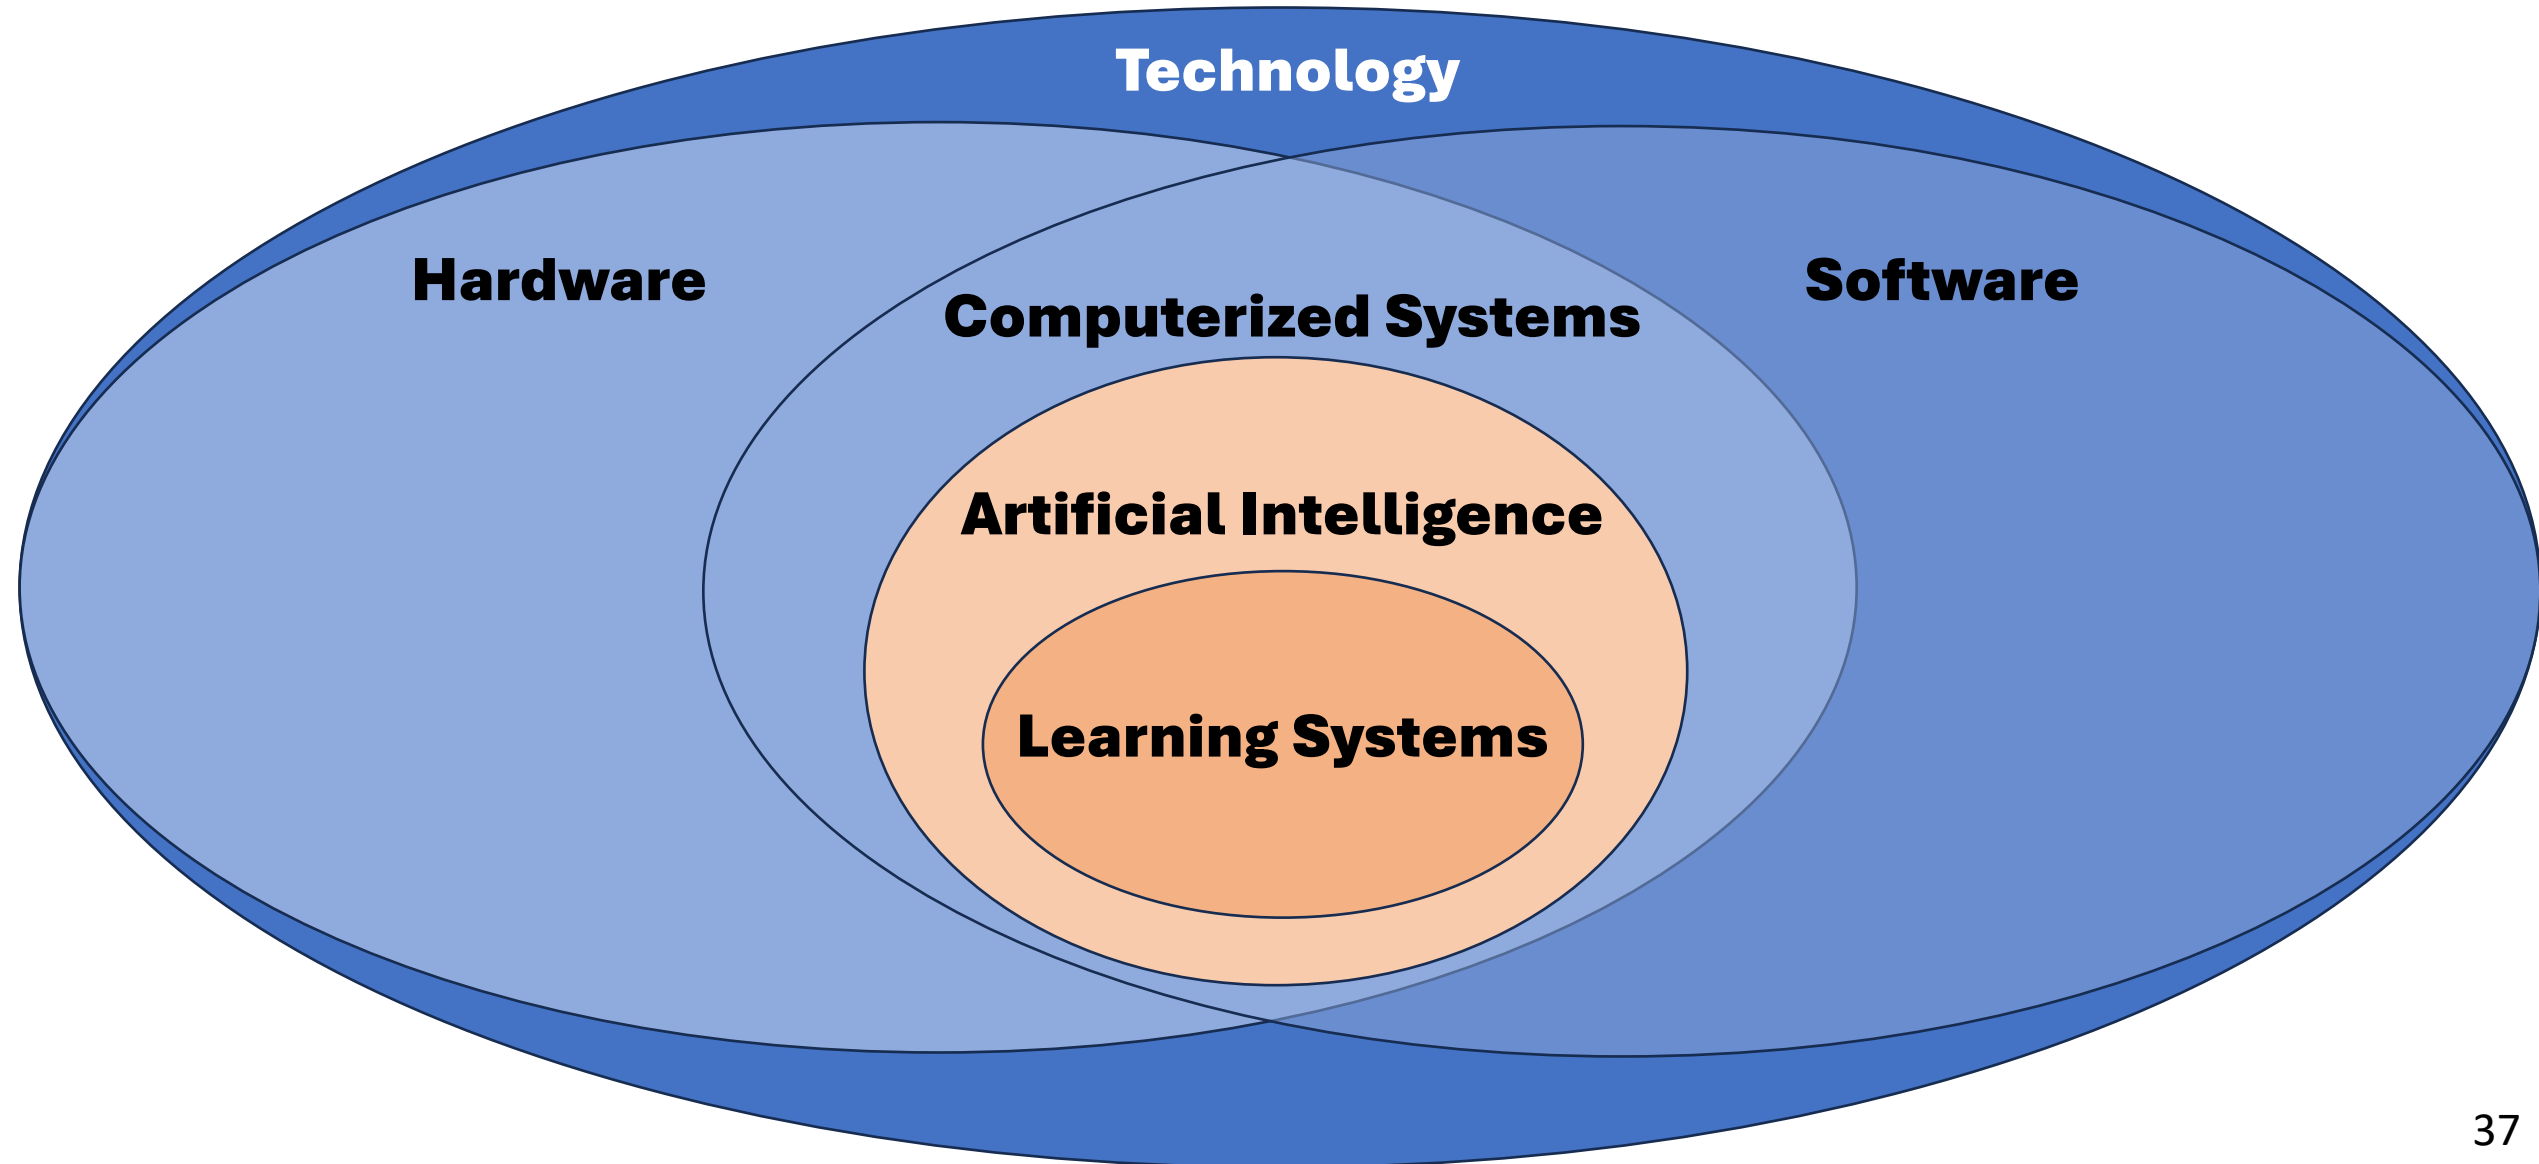 Technology
Hardware
Software
Computerized Systems
Artificial Intelligence
Learning Systems
37